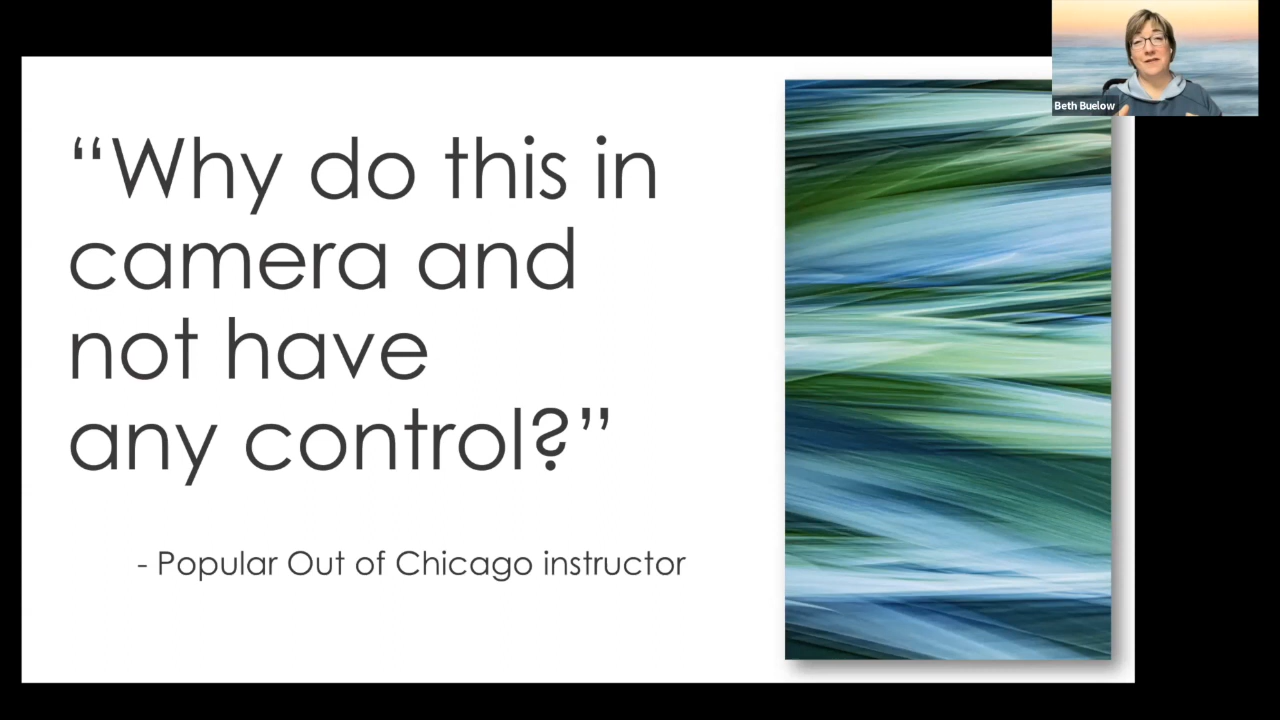 “Why do this in
camera and
not have
any control?”
- Popular Out of Chicago instructor
Beth Buelow